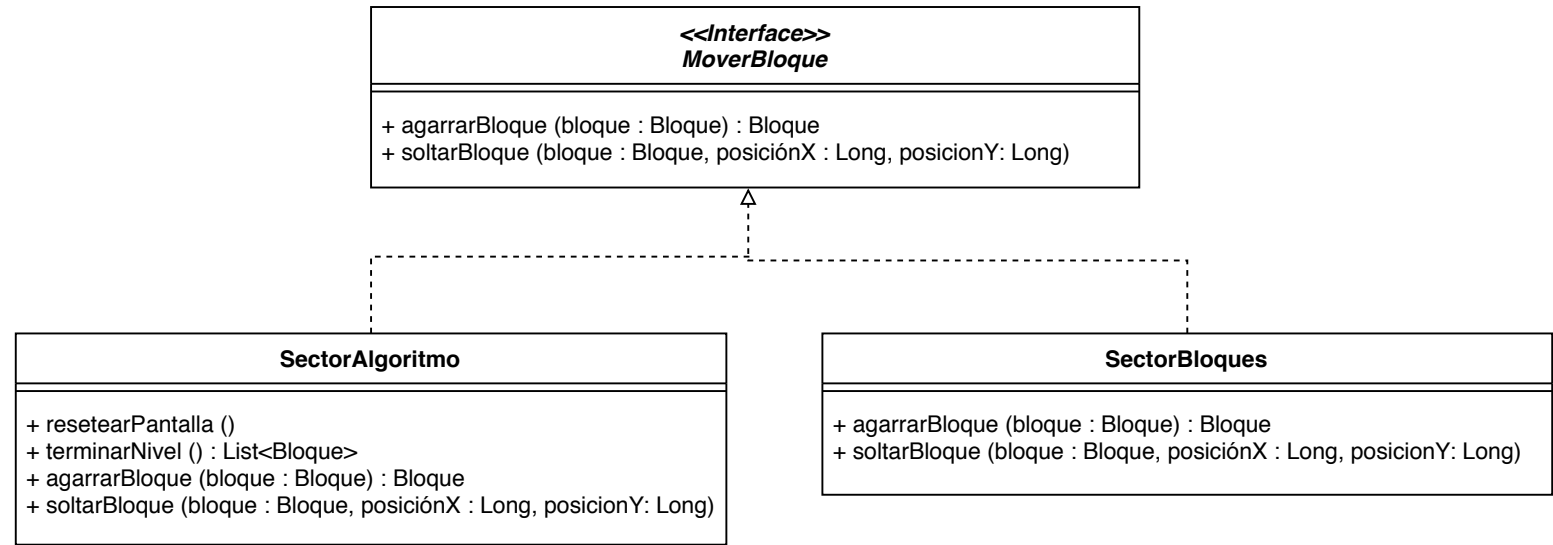 <<Interface>>
MoverBloque
+ agarrarBloque (bloque : Bloque) : Bloque
+ soltarBloque (bloque : Bloque, posiciónX : Long, posicionY: Long)
SectorAlgoritmo
+ resetearPantalla ()
+ terminarNivel () : List<Bloque>
+ agarrarBloque (bloque : Bloque) : Bloque
+ soltarBloque (bloque : Bloque, posiciónX : Long, posicionY: Long)
SectorBloques
+ agarrarBloque (bloque : Bloque) : Bloque
+ soltarBloque (bloque : Bloque, posiciónX : Long, posicionY: Long)